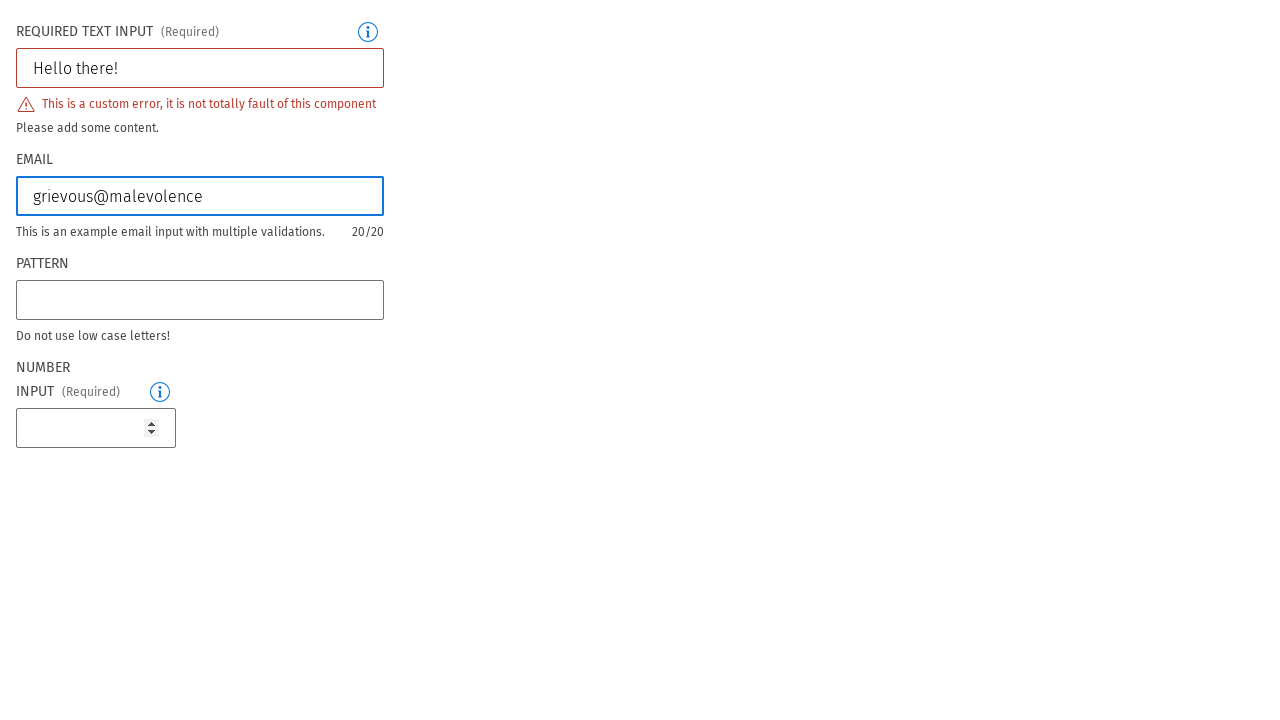 REQUIRED TEXT INPUT (Required)
Hello there!
This is a custom error, it is not totally fault of this component
Please add some content.
EMAIL
grievous@malevolence
This is an example email input with multiple validations. 20/20
PATTERN
Do not use low case letters!
NUMBER
INPUT (Required)